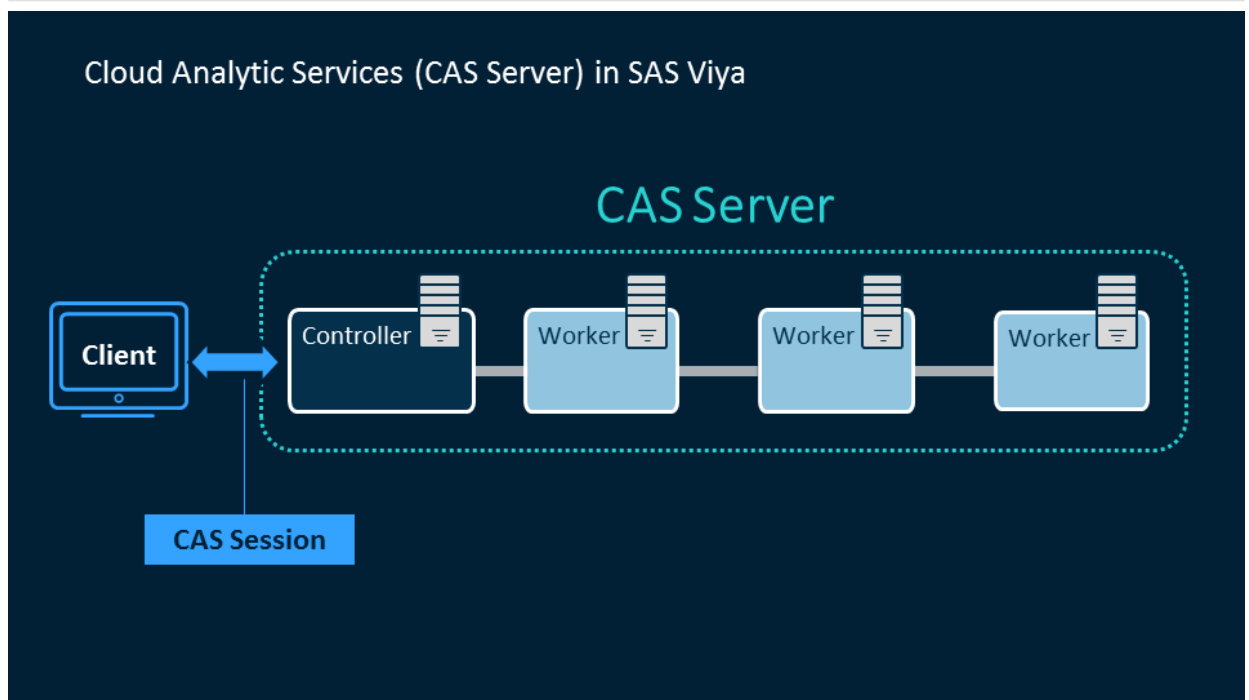 Cloud Analytic Services (CAS Server) in SAS Viya
CAS Server
Client
Controller
Worker
Worker
Worker
CAS Session